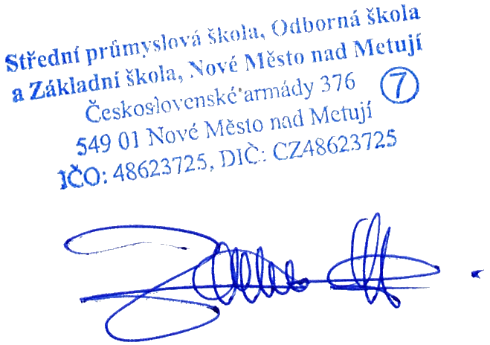 Střední průmyslová škola, Odborná škola
a Základní škola, Nové Město nad Metují
Československé armády 376 7
549 01 Nové Město nad Metují
IČO: 48623725, DIČ: CZ48623725